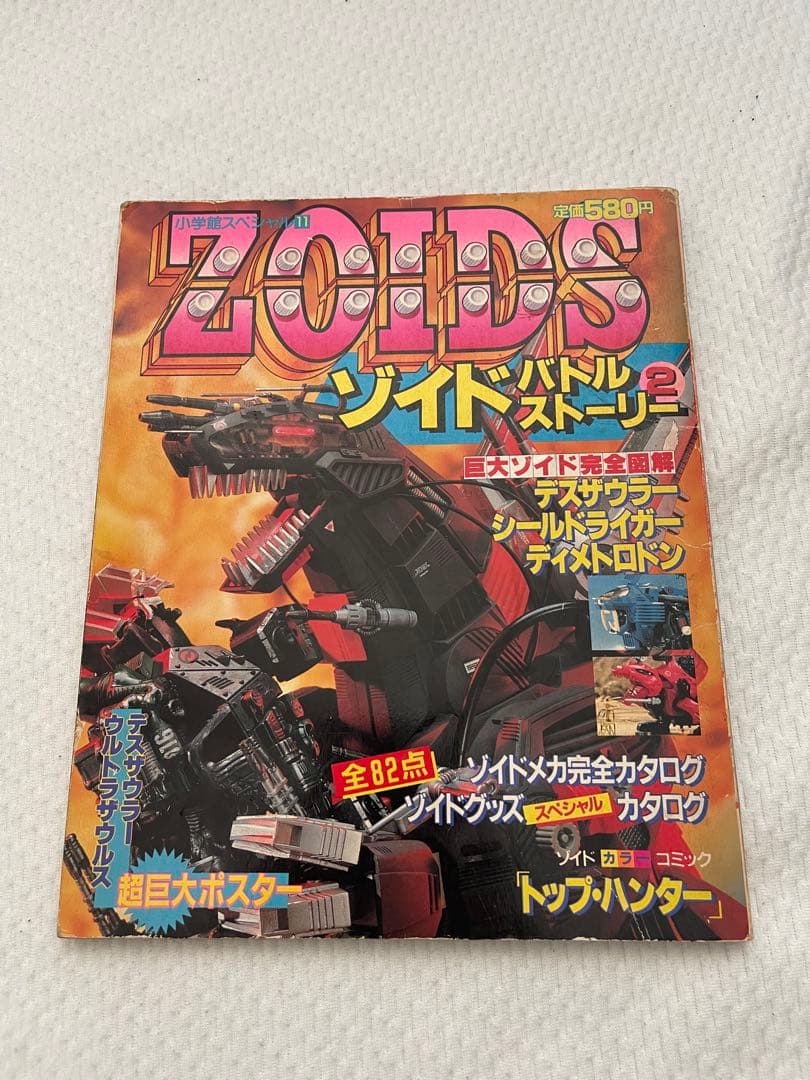 小学館スペシャル11
定価580円
ZOIDS
ゾイドバトル
ストーリー2
巨大ゾイド完全図解
デスザウラー
シールドライガー
ディメトロドン
全82点
ゾイドメカ完全カタログ
ゾイドグッズスペシャルカタログ
ゾイドカラーコミック
「トップ・ハンター」
デスザウラー
ウルトラザウルス
超巨大ポスター